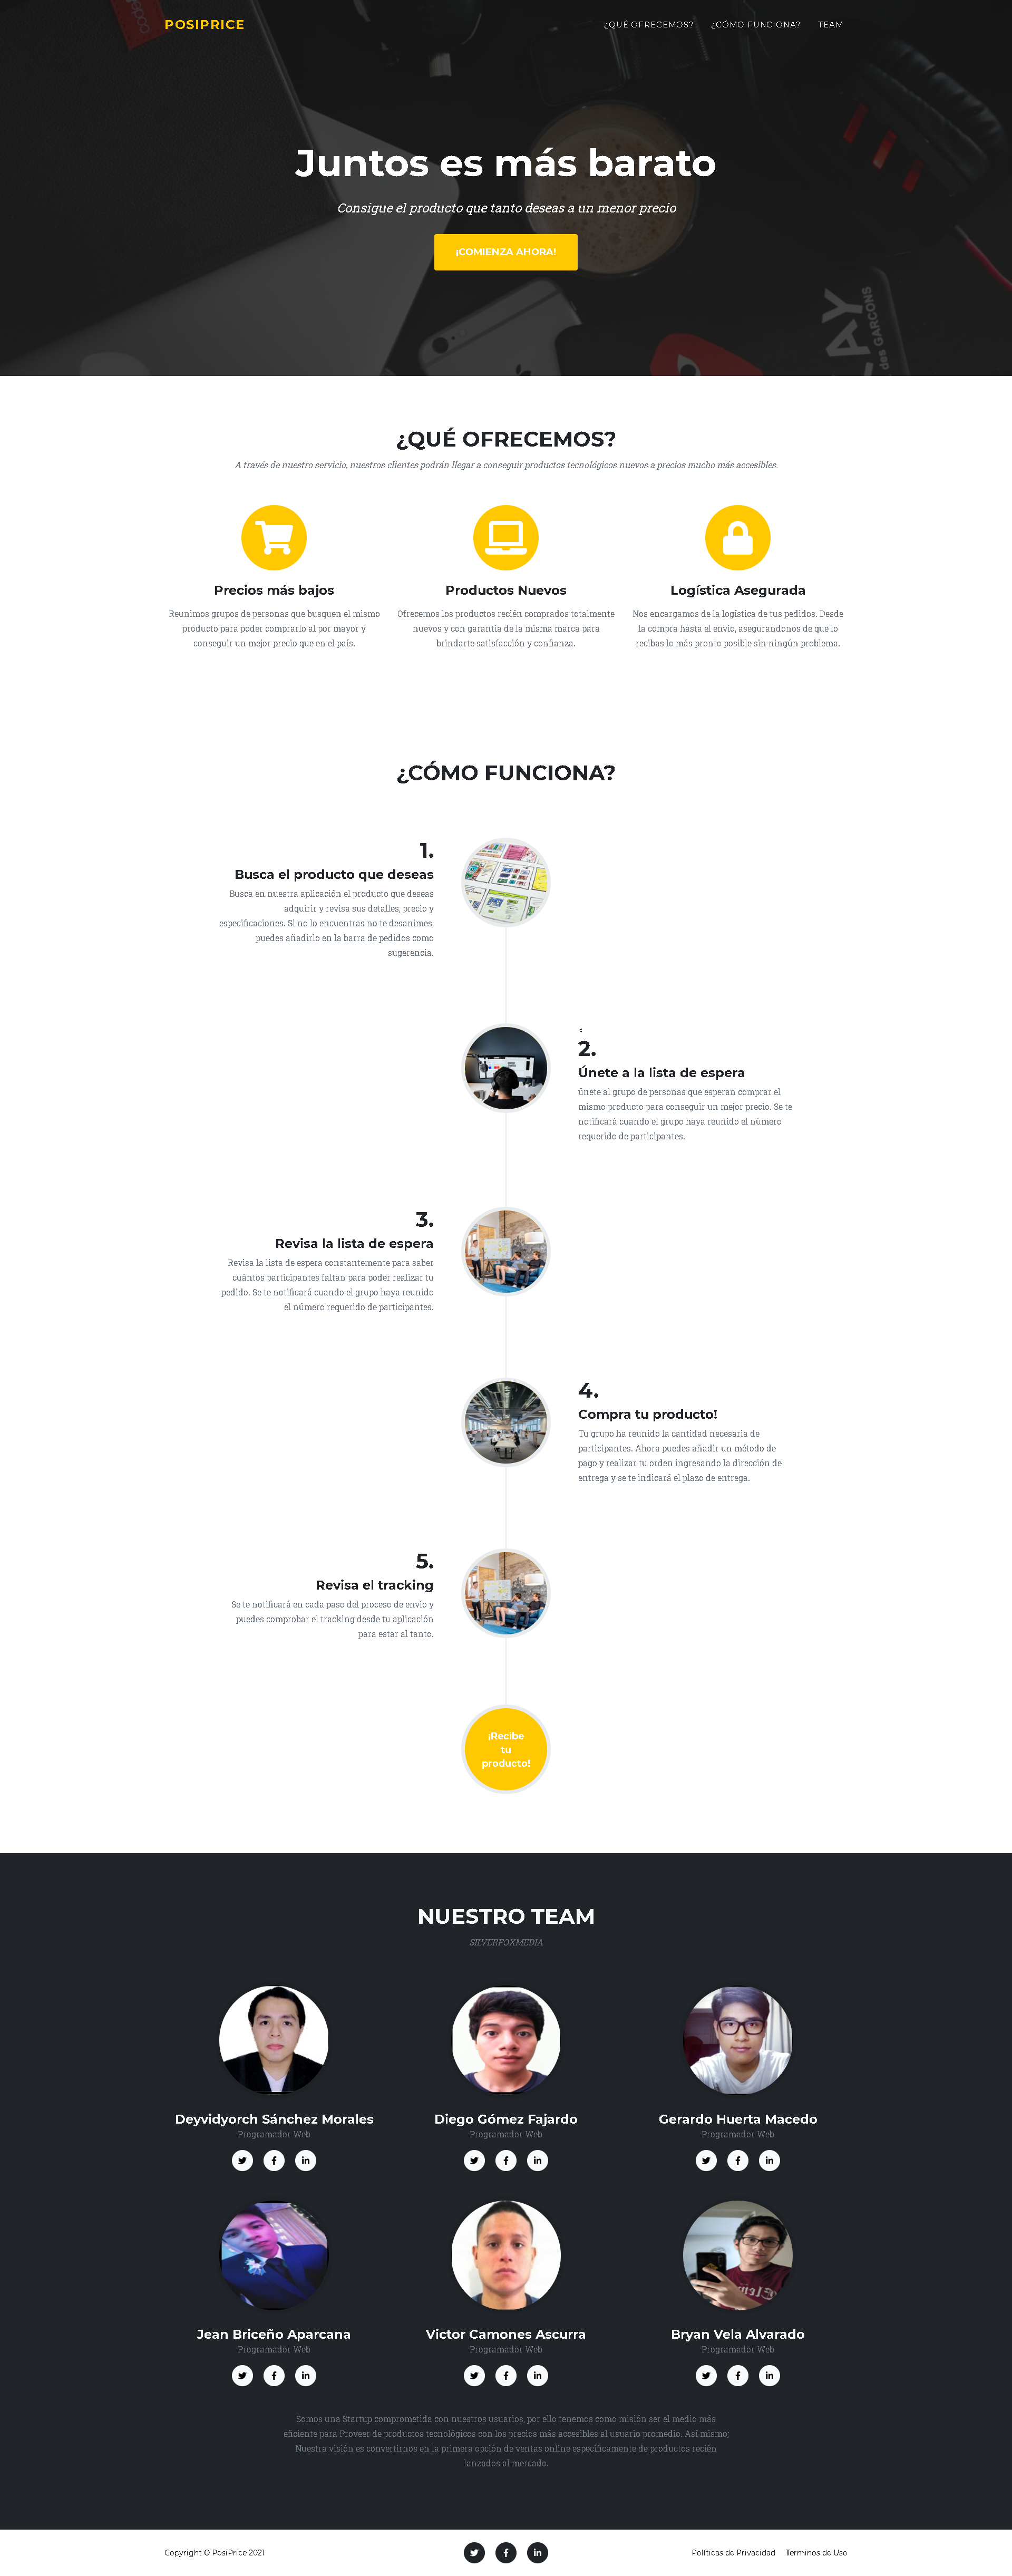 POSIPRICE
¿QUÉ OFRECEMOS? ¿CÓMO FUNCIONA? TEAM
Juntos es más barato
Consigue el producto que tanto deseas a un menor precio
¡COMIENZA AHORA!
AY
des GARCONS
¿QUÉ OFRECEMOS?
A través de nuestro servicio, nuestros clientes podrán llegar a conseguir productos tecnológicos nuevos a precios mucho más accesibles.
Precios más bajos
Reunimos grupos de personas que busquen el mismo
producto para poder comprarlo al por mayor y
conseguir un mejor precio que en el país.
Productos Nuevos
Ofrecemos los productos recién comprados totalmente
nuevos y con garantía de la misma marca para
brindarte satisfacción y confianza.
Logística Asegurada
Nos encargamos de la logística de tus pedidos. Desde
la compra hasta el envío, asegurandonos de que lo
recibas lo más pronto posible sin ningún problema.
¿CÓMO FUNCIONA?
1.
Busca el producto que deseas
Busca en nuestra aplicación el producto que deseas
adquirir y revisa sus detalles, precio y
especificaciones. Si no lo encuentras no te desanimes,
puedes añadirlo en la barra de pedidos como
sugerencia.
<
2.
Únete a la lista de espera
únete al grupo de personas que esperan comprar el
mismo producto para conseguir un mejor precio. Se te
notificará cuando el grupo haya reunido el número
requerido de participantes.
3.
Revisa la lista de espera
Revisa la lista de espera constantemente para saber
cuántos participantes faltan para poder realizar tu
pedido. Se te notificará cuando el grupo haya reunido
el número requerido de participantes.
4.
Compra tu producto!
Tu grupo ha reunido la cantidad necesaria de
participantes. Ahora puedes añadir un método de
pago y realizar tu orden ingresando la dirección de
entrega y se te indicará el plazo de entrega.
5.
Revisa el tracking
Se te notificará en cada paso del proceso de envío y
puedes comprobar el tracking desde tu aplicación
para estar al tanto.
¡Recibe
tu
producto!
NUESTRO TEAM
SILVERFOXMEDIA
Deyvidyorch Sánchez Morales
Programador Web
Diego Gómez Fajardo
Programador Web
Gerardo Huerta Macedo
Programador Web
Jean Briceño Aparcana
Programador Web
Victor Camones Ascurra
Programador Web
Bryan Vela Alvarado
Programador Web
Somos una Startup comprometida con nuestros usuarios, por ello tenemos como misión ser el medio más
eficiente para Proveer de productos tecnológicos con los precios más accesibles al usuario promedio. Así mismo;
Nuestra visión es convertirnos en la primera opción de ventas online específicamente de productos recién
lanzados al mercado.
Copyright © PosiPrice 2021
Políticas de Privacidad Terminos de Uso